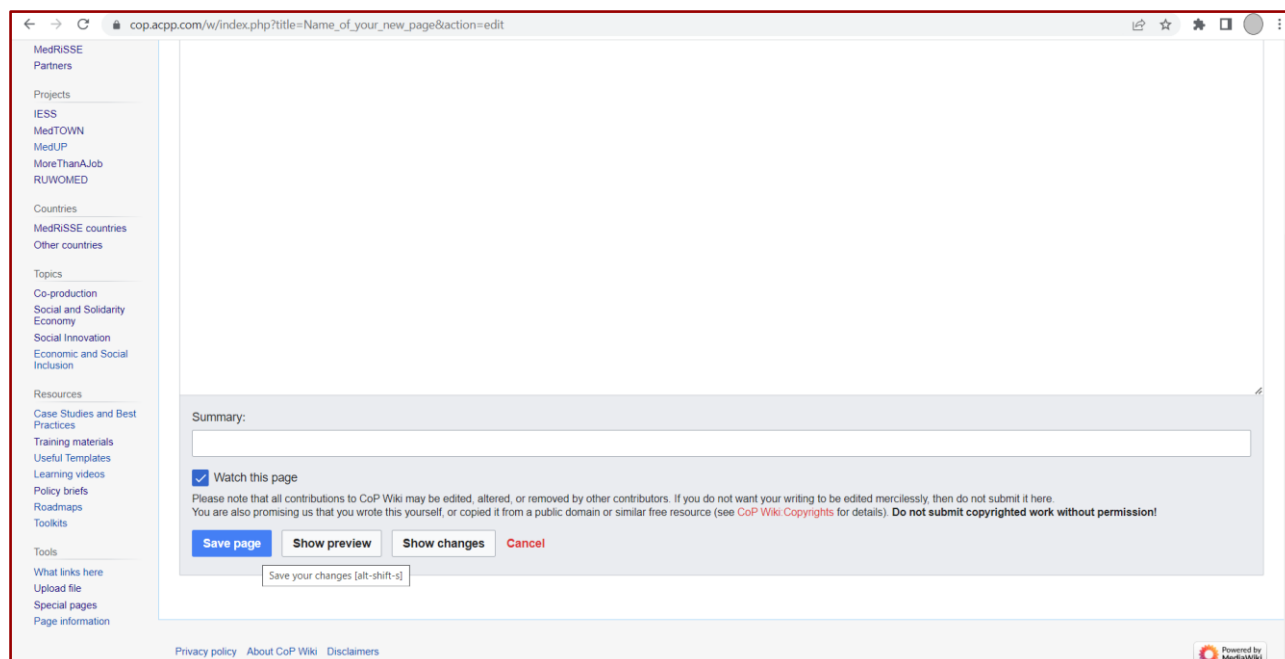 cop.acpp.com/w/index.php?title=Name_of_your_new_page&action=edit
MedRiSSE
Partners
Projects
IESS
MedTOWN
MedUP
MoreThanAJob
RUWOMED
Countries
MedRiSSE countries
Other countries
Topics
Co-production
Social and Solidarity
Economy
Social Innovation
Economic and Social
Inclusion
Resources
Case Studies and Best
Practices
Training materials
Useful Templates
Learning videos
Policy briefs
Roadmaps
Toolkits
Tools
What links here
Upload file
Special pages
Page information
Summary:
Watch this page
Please note that all contributions to CoP Wiki may be edited, altered, or removed by other contributors. If you do not want your writing to be edited mercilessly, then do not submit it here.
You are also promising us that you wrote this yourself, or copied it from a public domain or similar free resource (see CoP Wiki:Copyrights for details). Do not submit copyrighted work without permission!
Save page Show preview Show changes Cancel
Save your changes [alt-shift-s]
Privacy policy About CoP Wiki Disclaimers
Powered by
MediaWiki